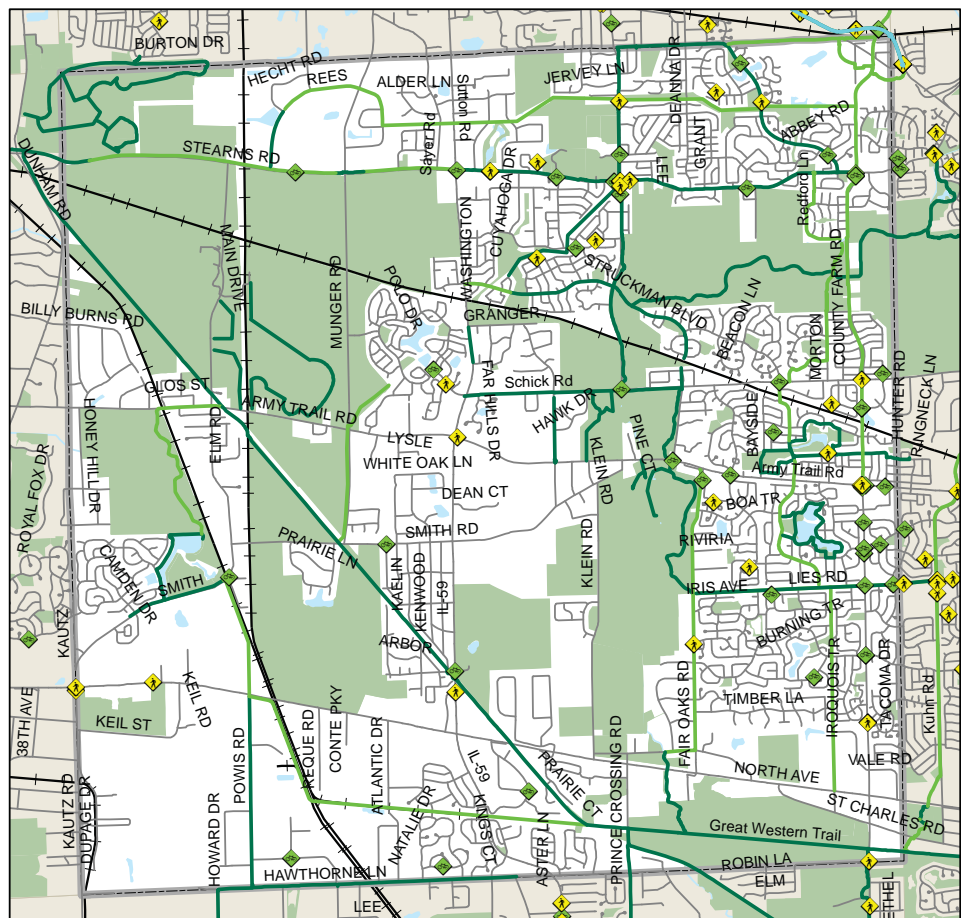 BURTON DR
HECHT RD
REES
ALDER LN
Sutton Rd
JERVEY LN
DEANNA DR
Sayer Rd
GRANT
ABBEY RD
DUNHAM RD
STEARNS RD
CUYAHOGA DR
LEE
Redford Ln
WASHINGTON
MAIN DRIVE
MUNGER RD
POLO DR
STRUCKMAN BLVD
COUNTY FARM RD
BILLY BURNS RD
GRANGER
BEACON LN
MORTON
HUNTER RD
RINGNECK LN
GLOS ST
ARMY TRAIL RD
FAR HILLS DR
Schick Rd
HAWK DR
ELM RD
HONEY HILL DR
LYSLE
WHITE OAK LN
PINE CT
BAYSIDE
KLEIN RD
Army Trail Rd
ROYAL FOX DR
DEAN CT
BOA TR
SMITH RD
PRAIRIE LN
RIVIRIA
KLEIN RD
CAMDEN DR
SMITH
KAELIN
KENWOOD
IL-59
IRIS AVE
LIES RD
KAUTZ
ARBOR
BURNING TR
KEIL RD
FAIR OAKS RD
IROQUOIS TR
TACOMA DR
Kunn Rd
38TH AVE
KEIL ST
TIMBER LA
POWIS RD
CONTE PKY
ATLANTIC DR
IL-59
PRAIRIE CT
PRINCE CROSSING RD
NORTH AVE
VALE RD
KAUTZ RD
DUPAGE DR
HOWARD DR
NATALIE DR
KINGS CT
ASTER LN
ST CHARLES RD
Great Western Trail
HAWTHORNE LN
ROBIN LA
ELM
LEE